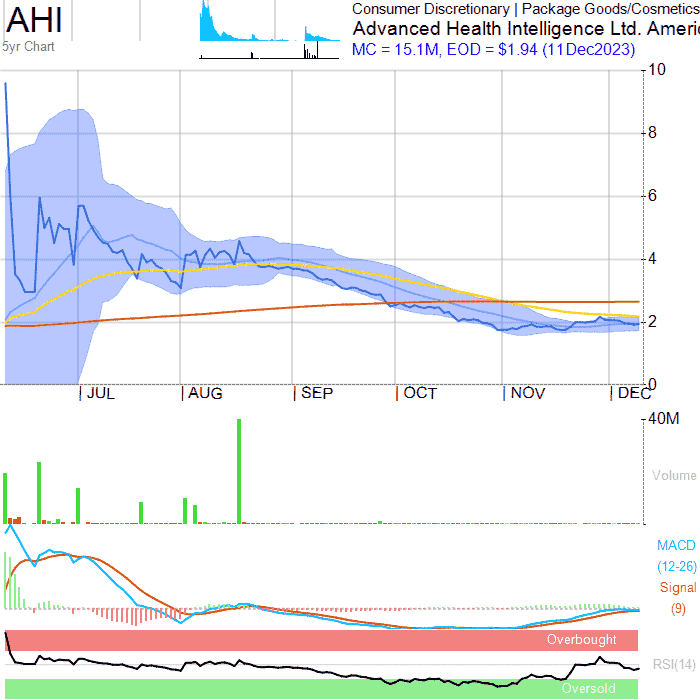 AHI
5yr Chart
Consumer Discretionary | Package Goods/Cosmetics
Advanced Health Intelligence Ltd. Ameri
MC = 15.1M, EOD = $1.94 (11Dec2023)
10
8
6
4
2
0
| JUL
| AUG
| SEP
| OCT
| NOV
| DEC
40M
Volume
MACD
(12-26)
Signal
(9)
Overbought
RSI(14)
Oversold